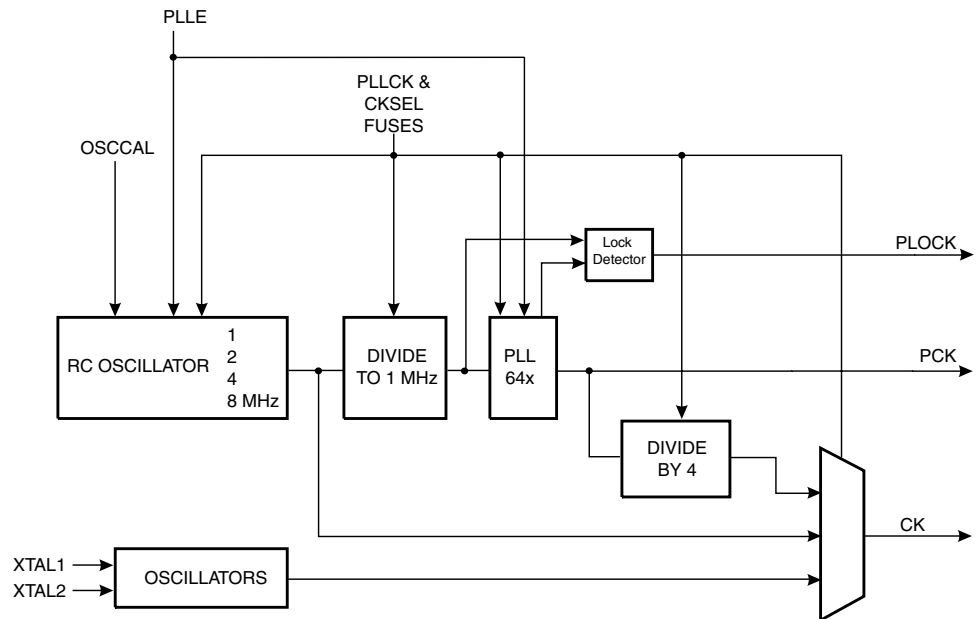 PLLE
PLLCK &
CKSEL
FUSES
OSCCAL
Lock
Detector
PLOCK
RC OSCILLATOR
1
2
4
8 MHz
DIVIDE
TO 1 MHz
PLL
64x
PCK
DIVIDE
BY 4
CK
XTAL1
XTAL2
OSCILLATORS